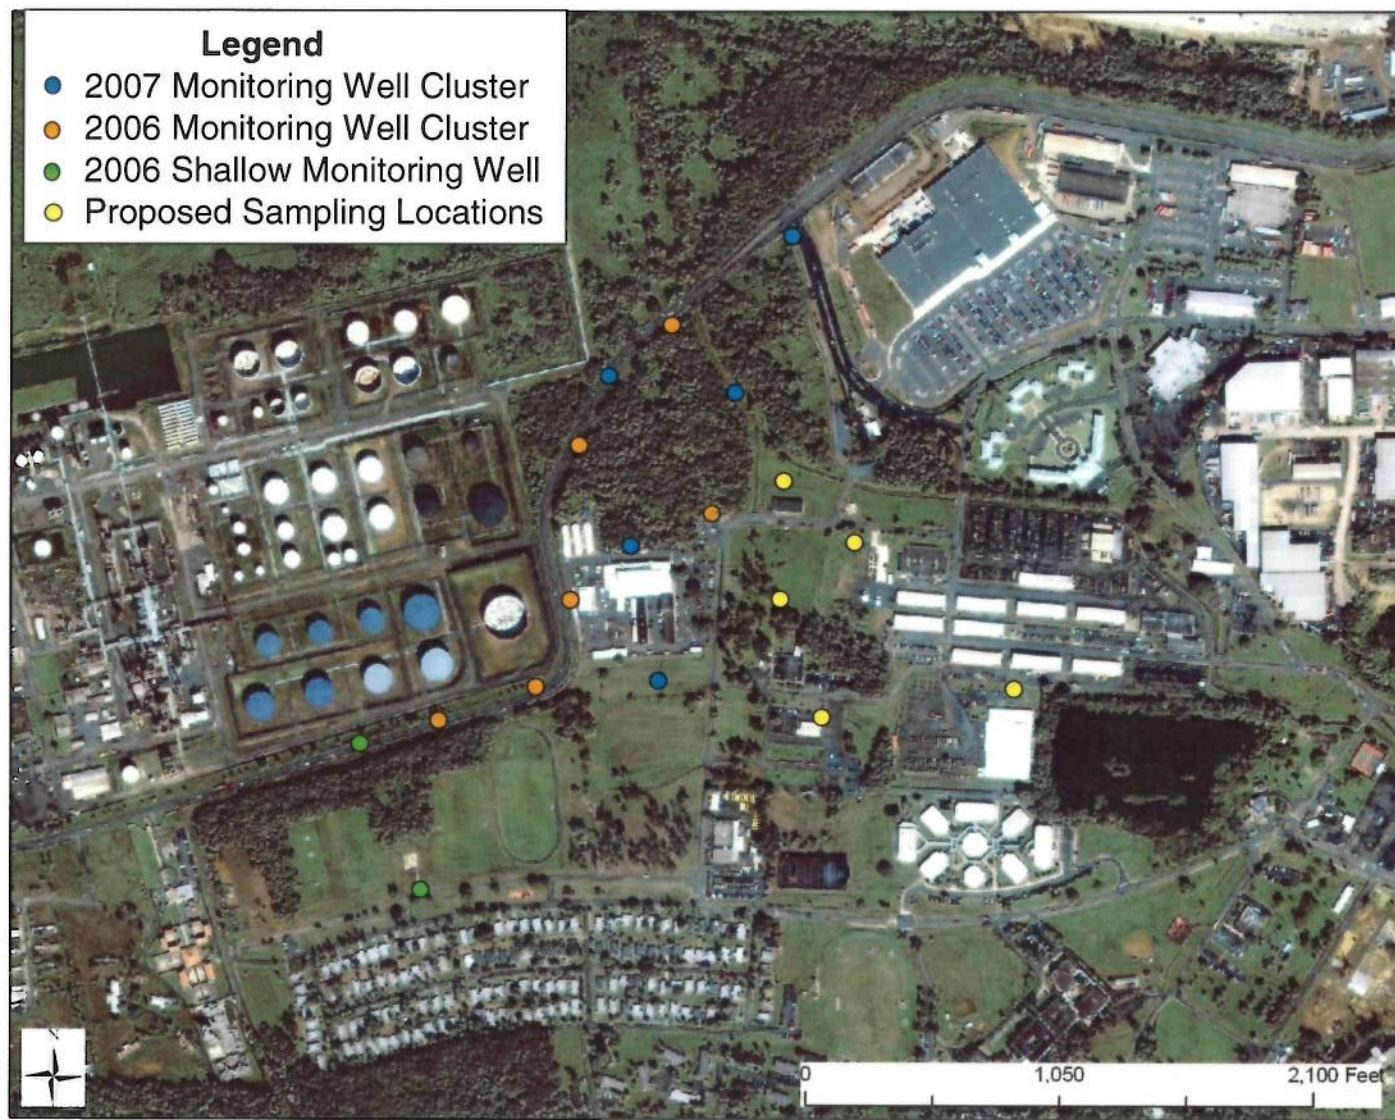 Legend
2007 Monitoring Well Cluster
2006 Monitoring Well Cluster
2006 Shallow Monitoring Well
Proposed Sampling Locations
N
0 1,050 2,100 Feet